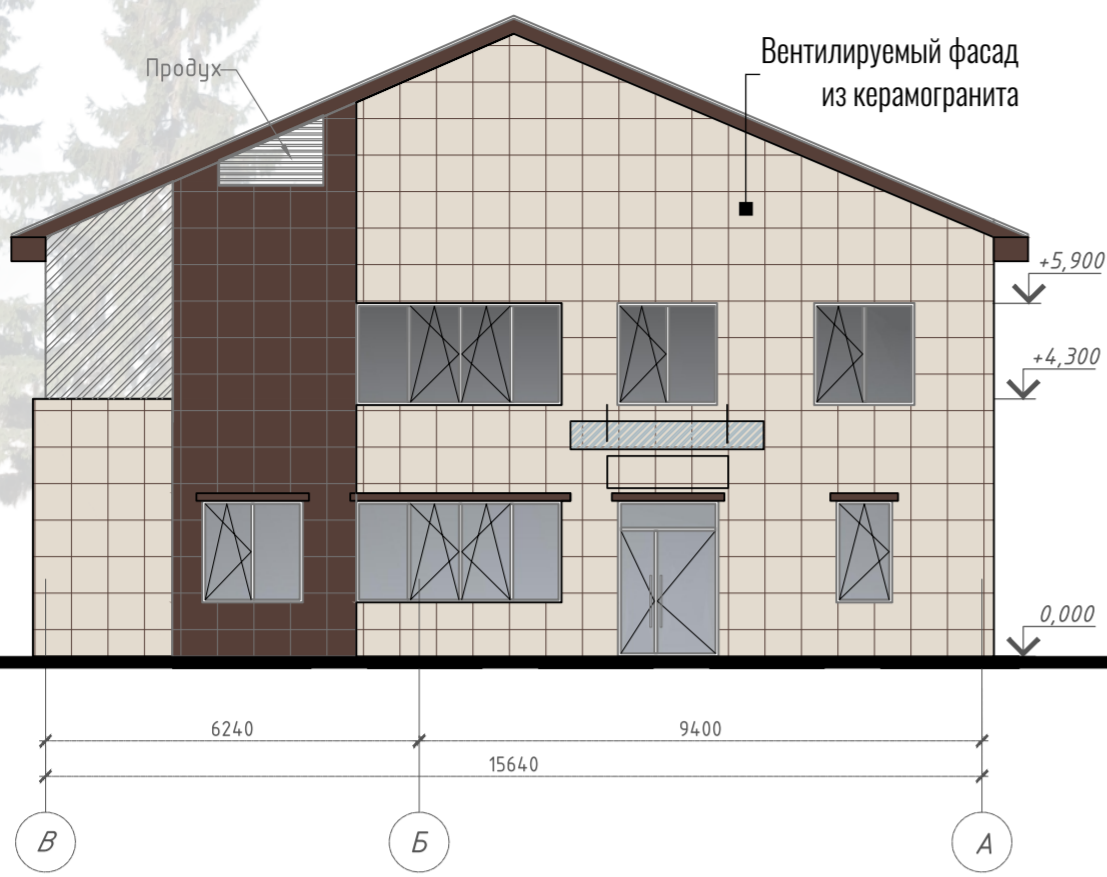 Вентилируемый фасад
из керамогранита
Продух
+5,900
+4,300
0,000
6240
9400
15640
В
Б
А